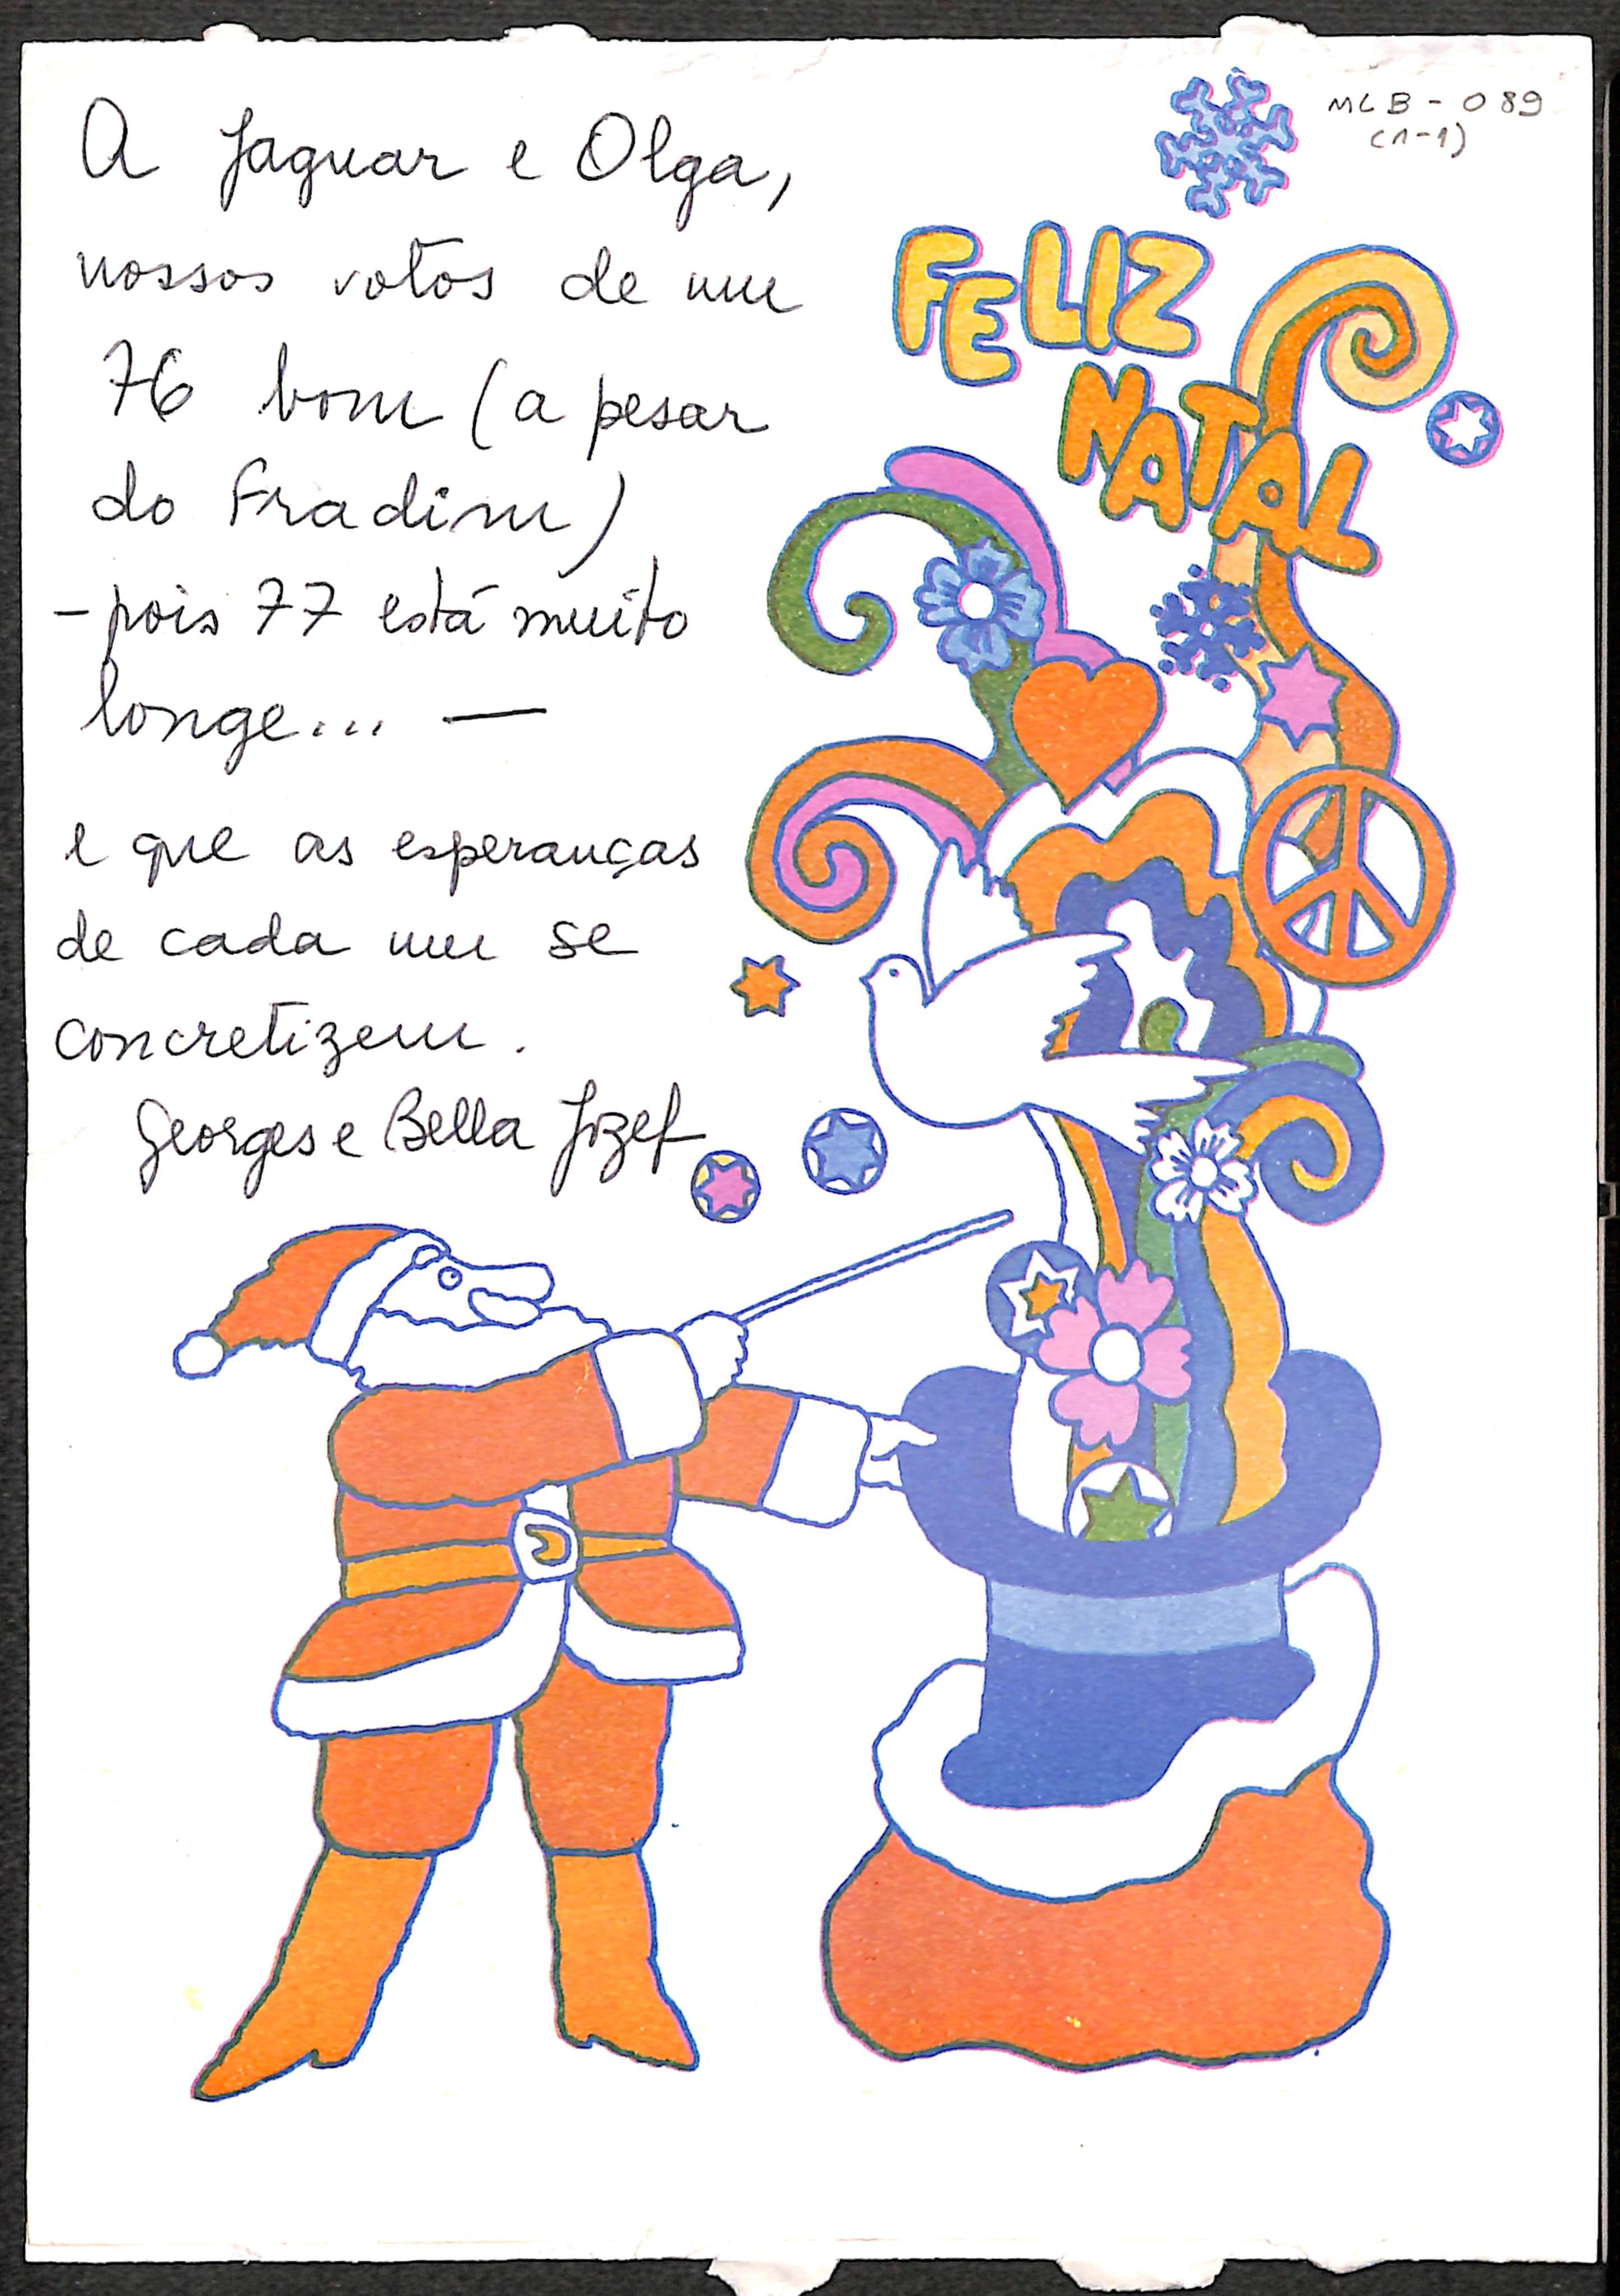 MLB - 089
(1-1)
A Jaguar e Olga,
nossos votos de um
76 bom (a pesar
do Fradim)
- pois 77 está muito
longe... —
e que as esperanças
de cada um se
concretizem.
Georges e Bella Jozef
FELIZ
NATAL